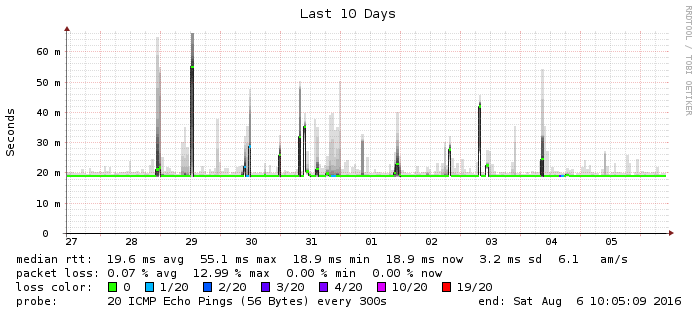 Last 10 Days
RRDTOOL / TOBI OETIKER
Seconds
60 m
50 m
40 m
30 m
20 m
10 m
0
27 28 29 30 31 01 02 03 04 05
median rtt: 19.6 ms avg 55.1 ms max 18.9 ms min 18.9 ms now 3.2 ms sd 6.1 am/s
packet loss: 0.07 % avg 12.99 % max 0.00 % min 0.00 % now
loss color: 0 1/20 2/20 3/20 4/20 10/20 19/20
probe: 20 ICMP Echo Pings (56 Bytes) every 300s end: Sat Aug 6 10:05:09 2016